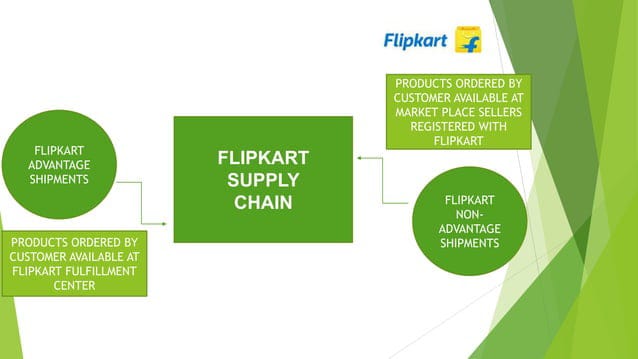 Flipkart
PRODUCTS ORDERED BY
CUSTOMER AVAILABLE AT
MARKET PLACE SELLERS
REGISTERED WITH
FLIPKART
FLIPKART
ADVANTAGE
SHIPMENTS
FLIPKART
SUPPLY
CHAIN
FLIPKART
NON-
ADVANTAGE
SHIPMENTS
PRODUCTS ORDERED BY
CUSTOMER AVAILABLE AT
FLIPKART FULFILLMENT
CENTER